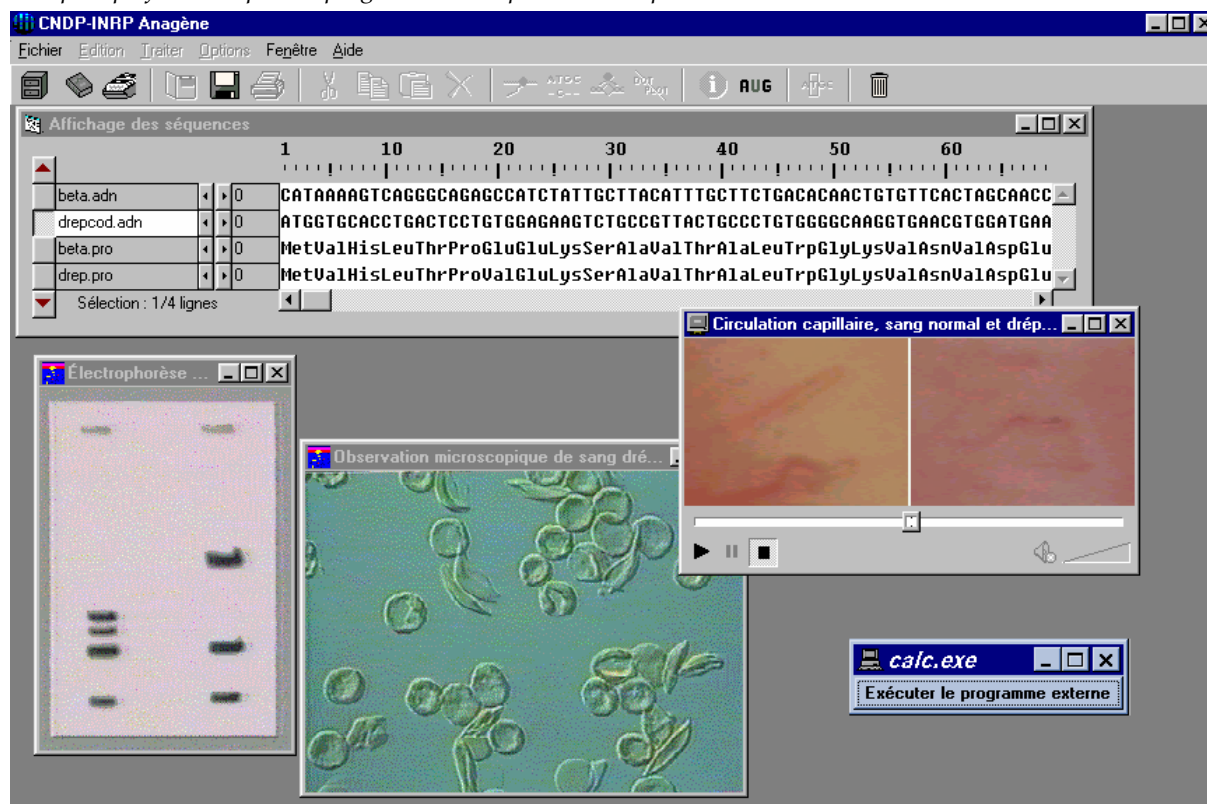 CNDP-INRP Anagène
Fichier Edition Traiter Options Fenêtre Aide
AUG
Affichage des séquences
1 10 20 30 40 50 60
beta.adn 0 CATAAAAGTCAGGGCAGAGCCATCTATTGCTTACATTTGCTTCTGACACAACTGTGTTCACTAGCAACC
drepcod.adn 0 ATGGTGCACCTGACTCCTGTGGAGAAGTCTGCCGTTACTGCCCTGTGGGGCAAGGTGAACGTGGATGAA
beta.pro 0 MetValHisLeuThrProGluGluLysSerAlaValThrAlaLeuTrpGlyLysValAsnValAspGlu
drep.pro 0 MetValHisLeuThrProValGluLysSerAlaValThrAlaLeuTrpGlyLysValAsnValAspGlu
Sélection : 1/4 lignes
Circulation capillaire, sang normal et drép...
Électrophorèse ...
Observation microscopique de sang dré...
calc.exe
Exécuter le programme externe